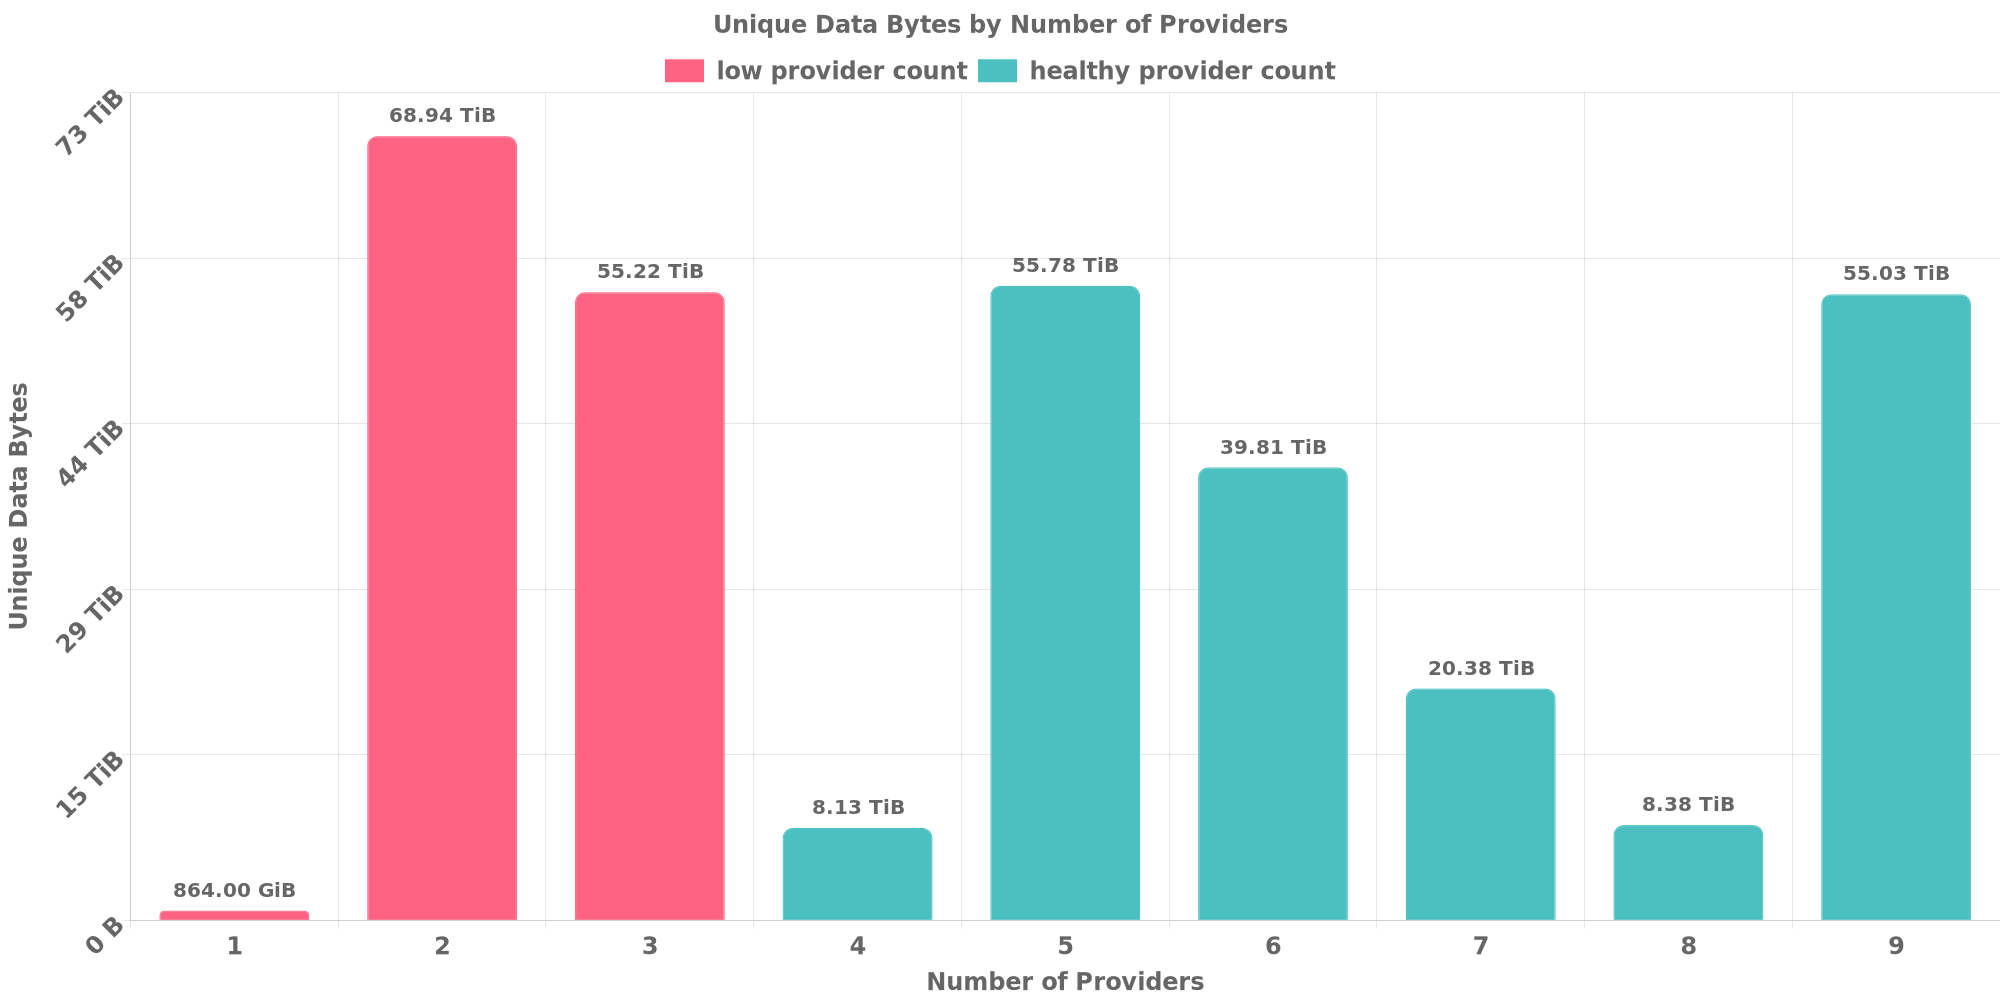 Unique Data Bytes by Number of Providers
low provider count healthy provider count
73 TiB
58 TiB
44 TiB
29 TiB
15 TiB
0 B
Unique Data Bytes
864.00 GiB
68.94 TiB
55.22 TiB
8.13 TiB
55.78 TiB
39.81 TiB
20.38 TiB
8.38 TiB
55.03 TiB
1 2 3 4 5 6 7 8 9
Number of Providers